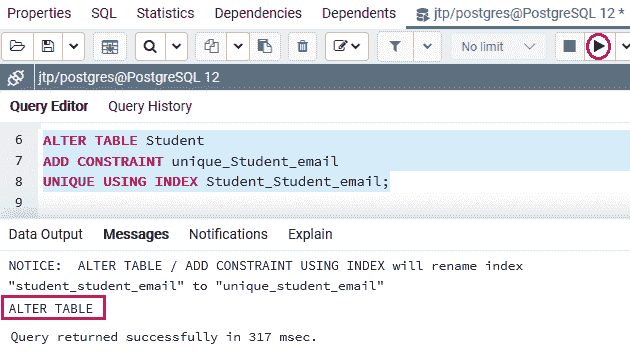 Properties SQL Statistics Dependencies Dependents jtp/postgres@PostgreSQL 12 *
No limit
jtp/postgres@PostgreSQL 12
Query Editor Query History
6 ALTER TABLE Student
7 ADD CONSTRAINT unique_Student_email
8 UNIQUE USING INDEX Student_Student_email;
9
Data Output Messages Notifications Explain
NOTICE: ALTER TABLE / ADD CONSTRAINT USING INDEX will rename index
"student_student_email" to "unique_student_email"
ALTER TABLE
Query returned successfully in 317 msec.